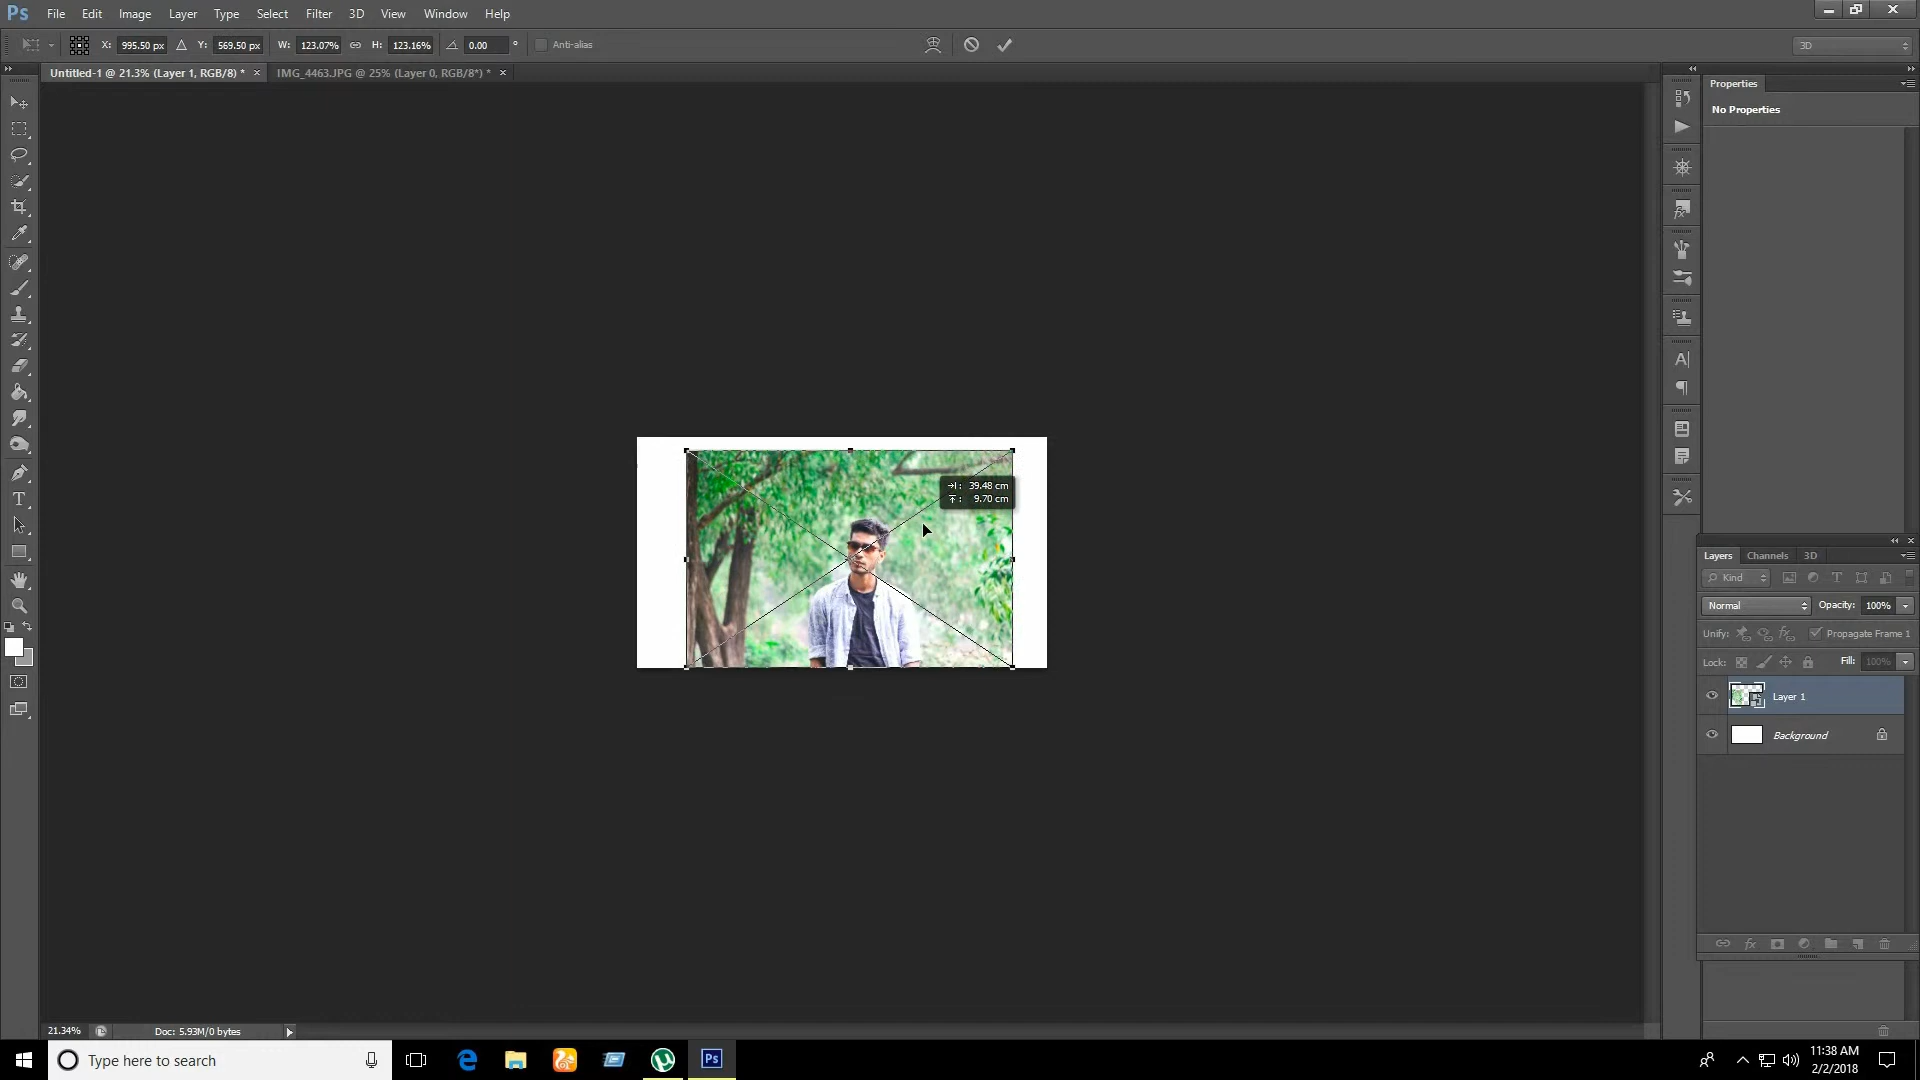 Ps File Edit Image Layer Type Select Filter 3D View Window Help
X: 995.50 px Y: 569.50 px W: 123.07% H: 123.16% 0.00 ° Anti-alias 3D
Untitled-1 @ 21.3% (Layer 1, RGB/8) * × IMG_4463.JPG @ 25% (Layer 0, RGB/8*) * ×
Properties
No Properties
39.48 cm
9.70 cm
Layers Channels 3D
Kind
Normal Opacity: 100%
Unify: Propagate Frame 1
Lock: Fill: 100%
Layer 1
Background
21.34% Doc: 5.93M/0 bytes
Type here to search
Ps
11:38 AM
2/2/2018